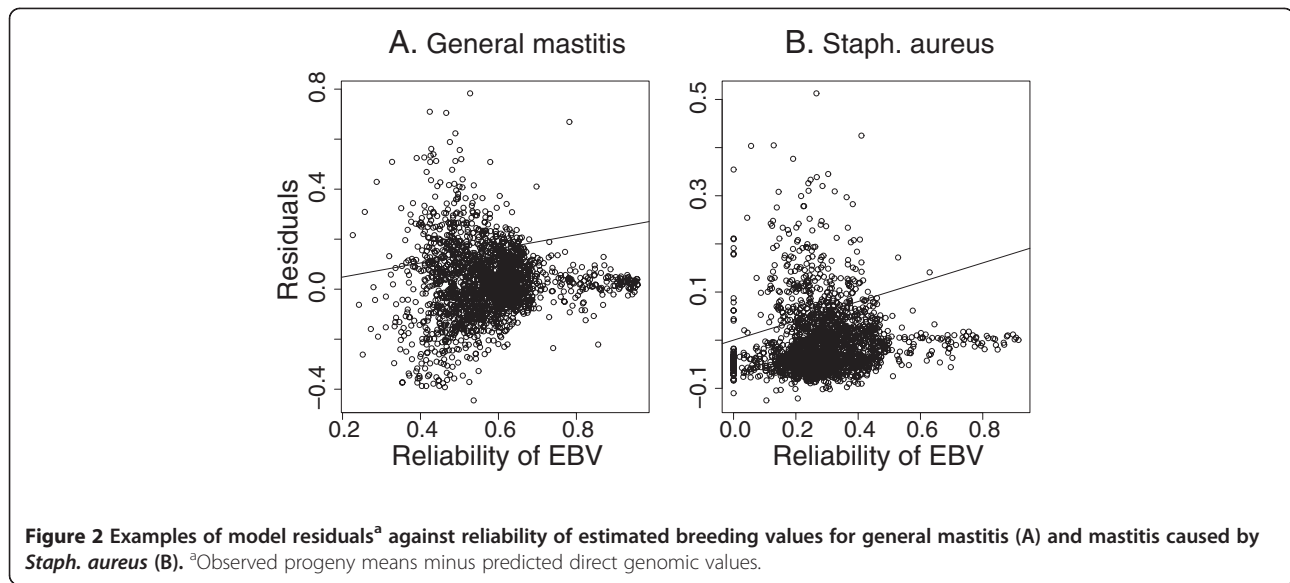 A. General mastitis
B. Staph. aureus
Residuals
0.8
0.4
0.0
−0.4
0.2 0.4 0.6 0.8
Reliability of EBV
0.5
0.3
0.1
−0.1
0.0 0.2 0.4 0.6 0.8
Reliability of EBV
Figure 2 Examples of model residualsᵃ against reliability of estimated breeding values for general mastitis (A) and mastitis caused by
Staph. aureus (B). ᵃObserved progeny means minus predicted direct genomic values.